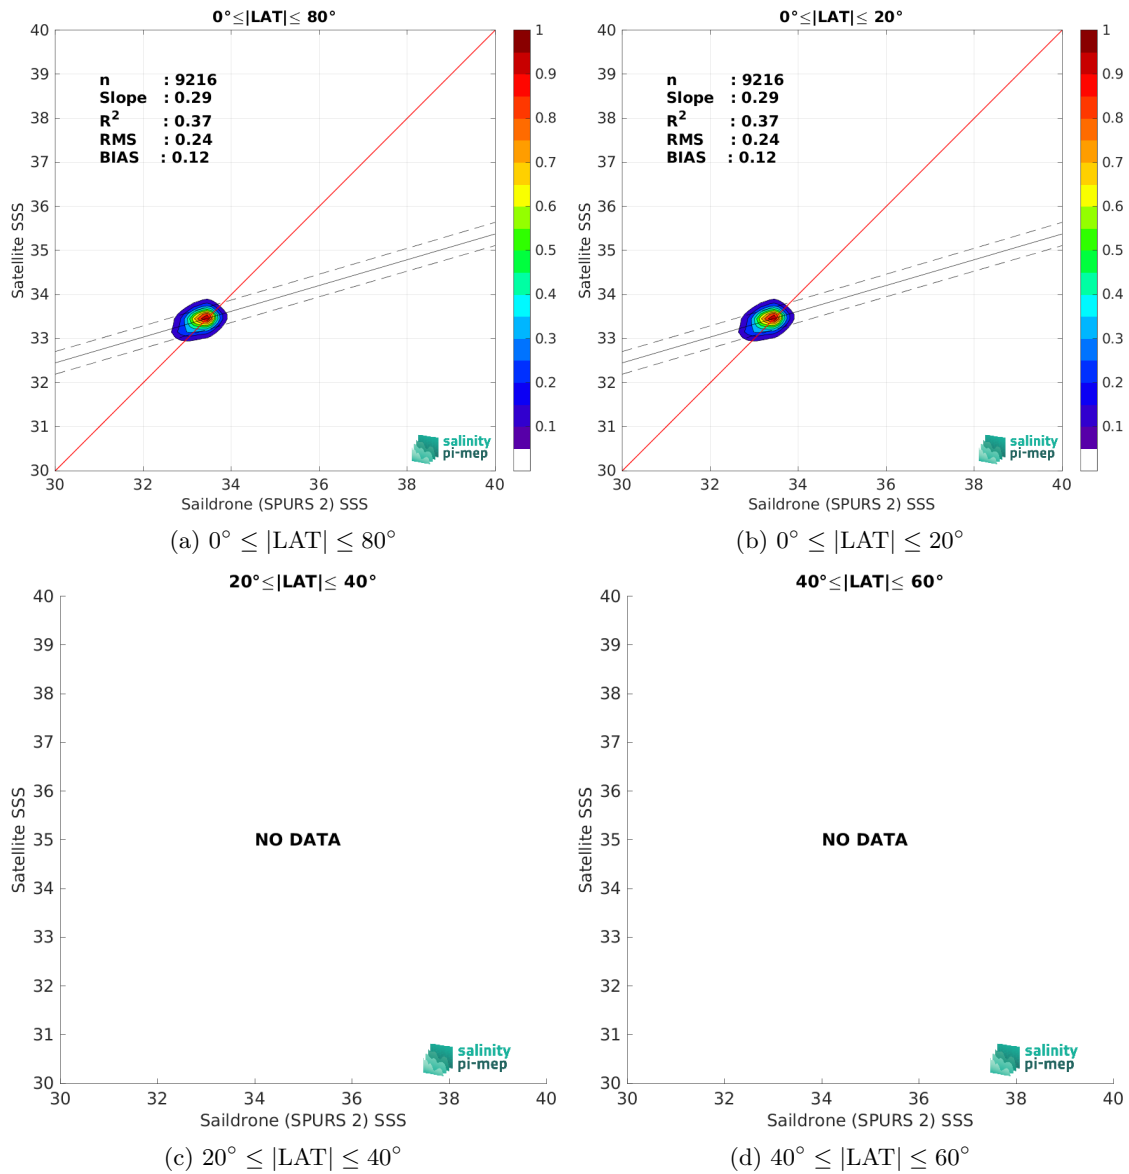 0°≤|LAT|≤ 80°
40
39
38
37
36
35
34
33
32
31
30
Satellite SSS
n : 9216
Slope : 0.29
R2 : 0.37
RMS : 0.24
BIAS : 0.12
salinity
pi-mep
30 32 34 36 38 40
Saildrone (SPURS 2) SSS
1
0.9
0.8
0.7
0.6
0.5
0.4
0.3
0.2
0.1
(a) 0° ≤ |LAT| ≤ 80°
0°≤|LAT|≤ 20°
40
39
38
37
36
35
34
33
32
31
30
Satellite SSS
n : 9216
Slope : 0.29
R2 : 0.37
RMS : 0.24
BIAS : 0.12
salinity
pi-mep
30 32 34 36 38 40
Saildrone (SPURS 2) SSS
1
0.9
0.8
0.7
0.6
0.5
0.4
0.3
0.2
0.1
(b) 0° ≤ |LAT| ≤ 20°
20°≤|LAT|≤ 40°
40
39
38
37
36
35
34
33
32
31
30
Satellite SSS
NO DATA
salinity
pi-mep
30 32 34 36 38 40
Saildrone (SPURS 2) SSS
(c) 20° ≤ |LAT| ≤ 40°
40°≤|LAT|≤ 60°
40
39
38
37
36
35
34
33
32
31
30
Satellite SSS
NO DATA
salinity
pi-mep
30 32 34 36 38 40
Saildrone (SPURS 2) SSS
(d) 40° ≤ |LAT| ≤ 60°